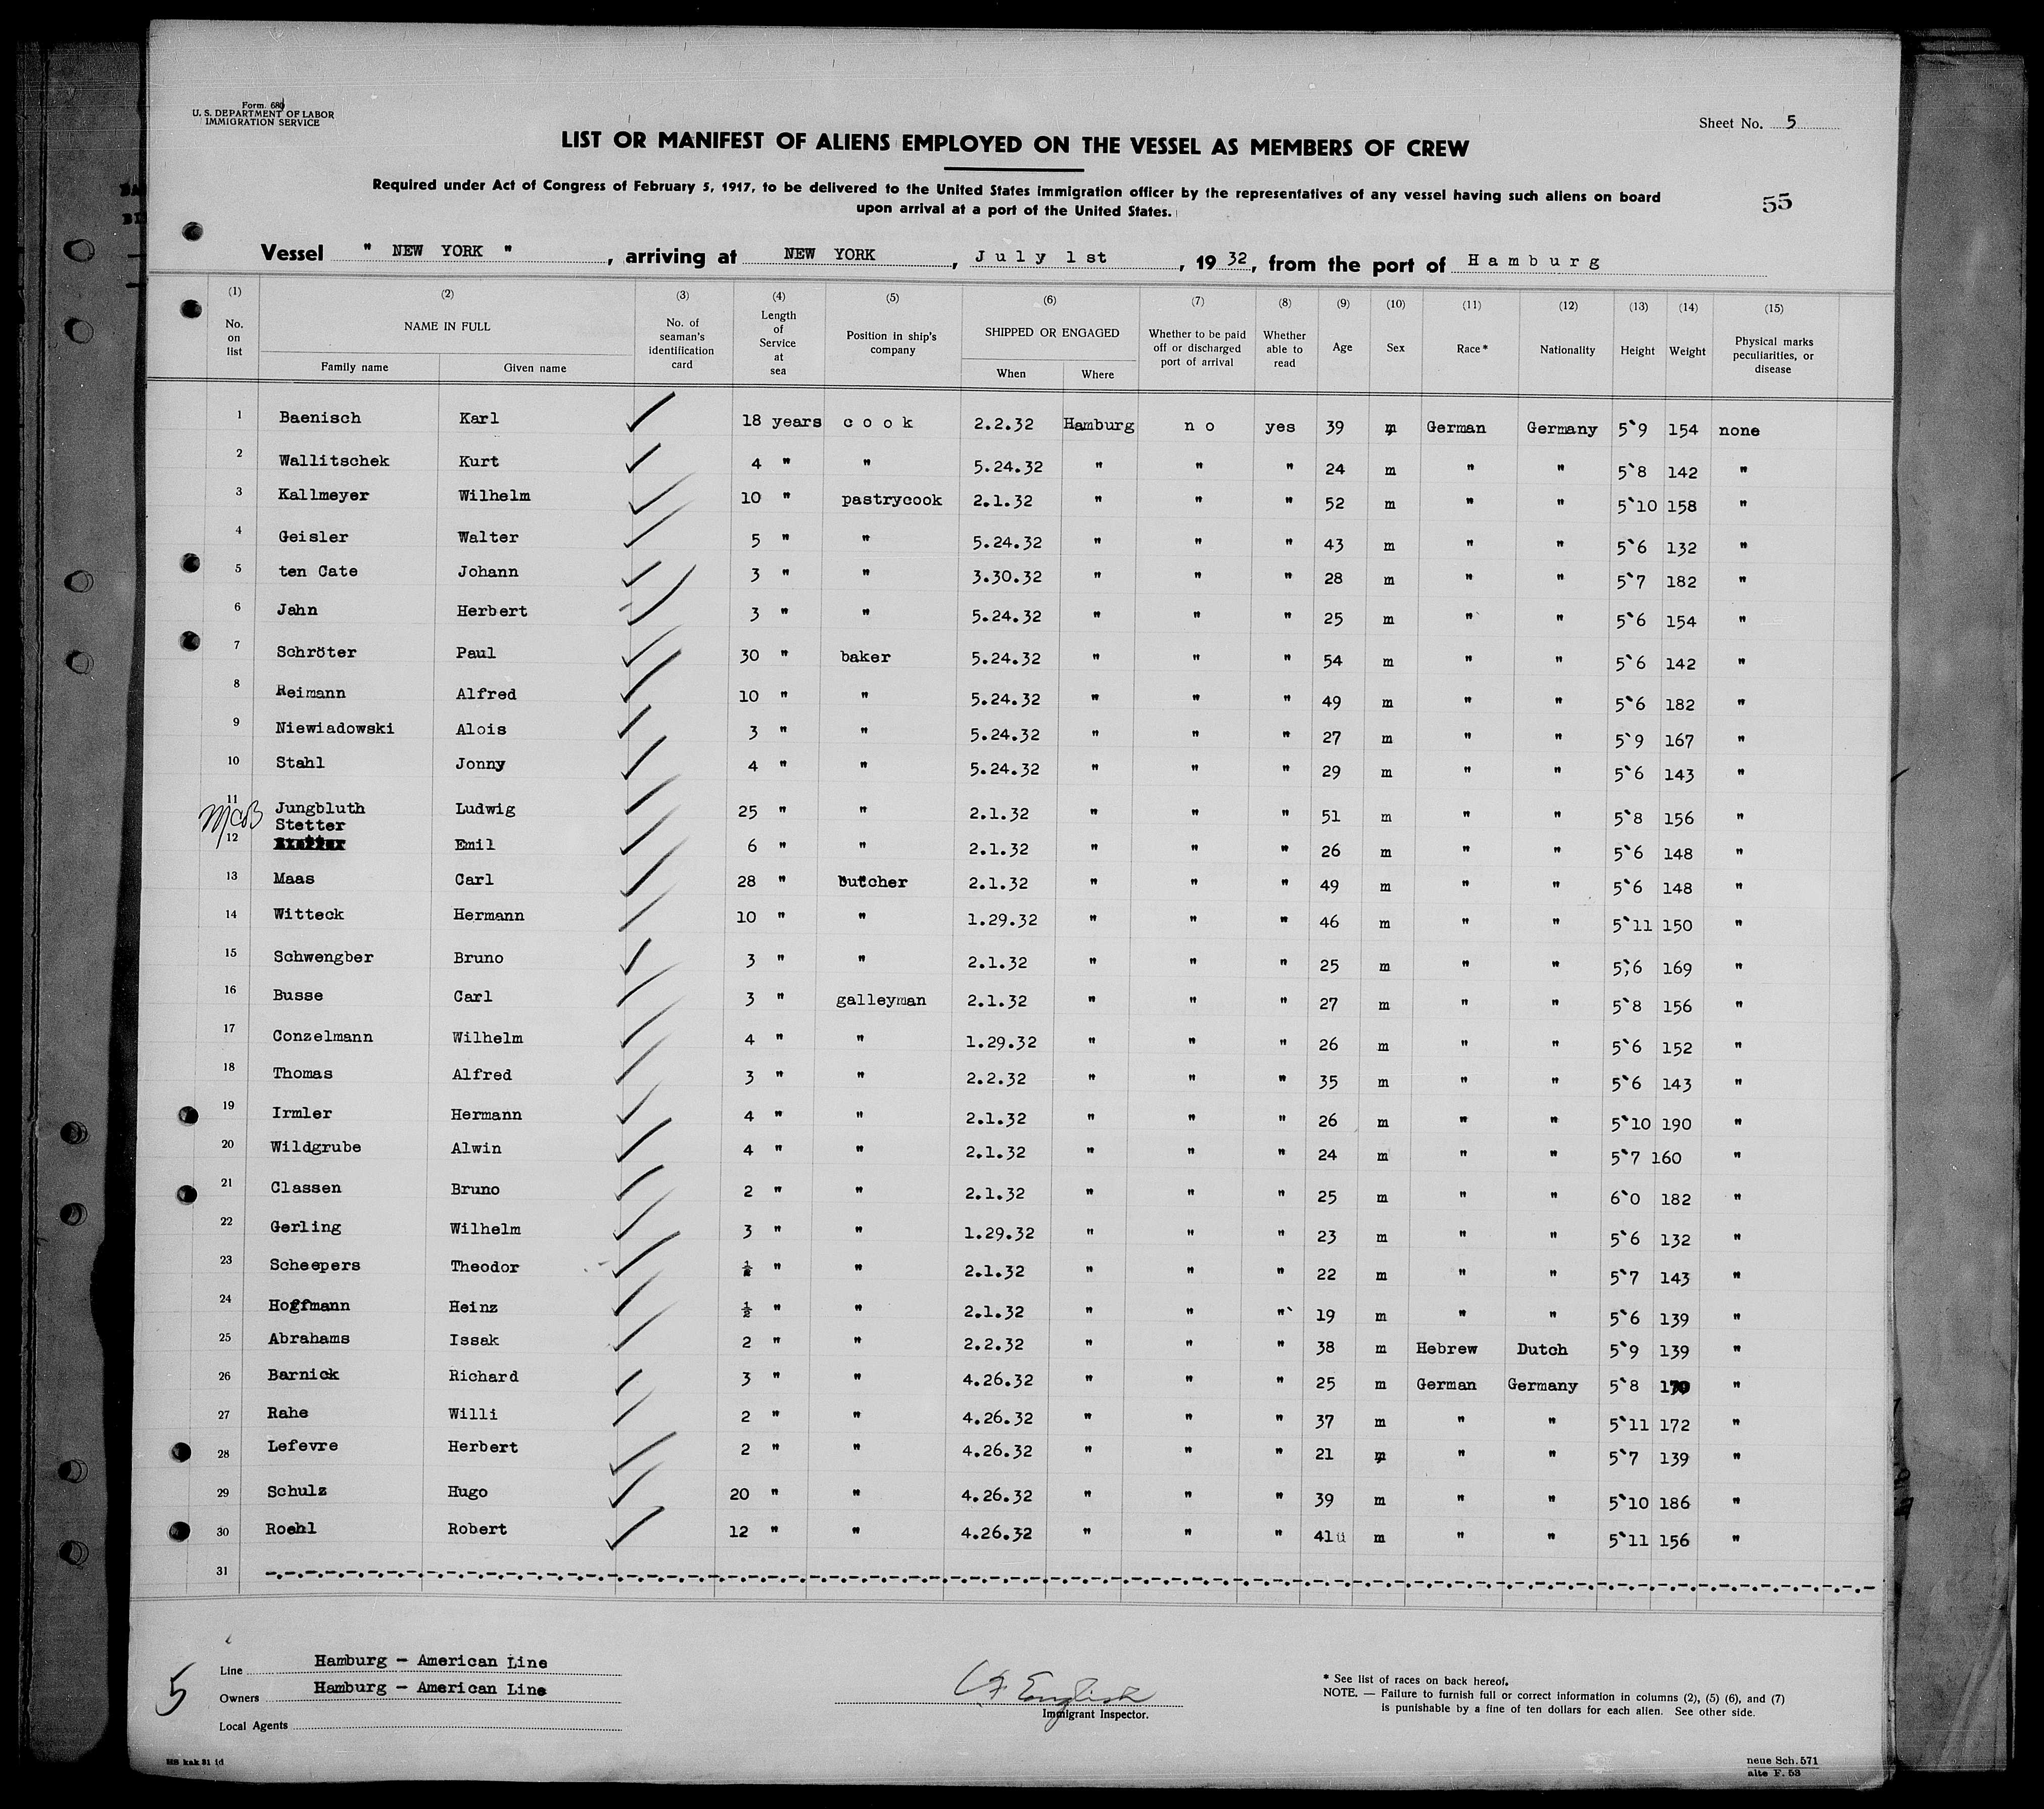 Form. 680
U. S. DEPARTMENT OF LABOR
IMMIGRATION SERVICE
Sheet No. 5
LIST OR MANIFEST OF ALIENS EMPLOYED ON THE VESSEL AS MEMBERS OF CREW
Required under Act of Congress of February 5, 1917, to be delivered to the United States immigration officer by the representatives of any vessel having such aliens on board
upon arrival at a port of the United States.
55
Vessel " NEW YORK " , arriving at NEW YORK , July 1st , 19 32, from the port of Hamburg
(1) (2) (3) (4) (5) (6) (7) (8) (9) (10) (11) (12) (13) (14) (15)
No. on list NAME IN FULL Family name Given name No. of seaman's identification card Length of Service at sea Position in ship's company SHIPPED OR ENGAGED When Where Whether to be paid off or discharged port of arrival Whether able to read Age Sex Race* Nationality Height Weight Physical marks peculiarities, or disease
1 Baenisch Karl 18 years cook 2.2.32 Hamburg no yes 39 m German Germany 5`9 154 none
2 Wallitschek Kurt 4 " " 5.24.32 " " " 24 m " " 5`8 142 "
3 Kallmeyer Wilhelm 10 " pastrycook 2.1.32 " " " 52 m " " 5`10 158 "
4 Geisler Walter 5 " " 5.24.32 " " " 43 m " " 5`6 132 "
5 ten Cate Johann 3 " " 3.30.32 " " " 28 m " " 5`7 182 "
6 Jahn Herbert 3 " " 5.24.32 " " " 25 m " " 5`6 154 "
7 Schröter Paul 30 " baker 5.24.32 " " " 54 m " " 5`6 142 "
8 Reimann Alfred 10 " " 5.24.32 " " " 49 m " " 5`6 182 "
9 Niewiadowski Alois 3 " " 5.24.32 " " " 27 m " " 5`9 167 "
10 Stahl Jonny 4 " " 5.24.32 " " " 29 m " " 5`6 143 "
11 Jungbluth Ludwig 25 " " 2.1.32 " " " 51 m " " 5`8 156 "
12 Stetter Emil 6 " " 2.1.32 " " " 26 m " " 5`6 148 "
13 Maas Carl 28 " butcher 2.1.32 " " " 49 m " " 5`6 148 "
14 Witteck Hermann 10 " " 1.29.32 " " " 46 m " " 5`11 150 "
15 Schwengber Bruno 3 " " 2.1.32 " " " 25 m " " 5;6 169 "
16 Busse Carl 3 " galleyman 2.1.32 " " " 27 m " " 5`8 156 "
17 Conzelmann Wilhelm 4 " " 1.29.32 " " " 26 m " " 5`6 152 "
18 Thomas Alfred 3 " " 2.2.32 " " " 35 m " " 5`6 143 "
19 Irmler Hermann 4 " " 2.1.32 " " " 26 m " " 5`10 190 "
20 Wildgrube Alwin 4 " " 2.1.32 " " " 24 m " " 5`7 160 "
21 Classen Bruno 2 " " 2.1.32 " " " 25 m " " 6`0 182 "
22 Gerling Wilhelm 3 " " 1.29.32 " " " 23 m " " 5`6 132 "
23 Scheepers Theodor ½ " " 2.1.32 " " " 22 m " " 5`7 143 "
24 Hoffmann Heinz ½ " " 2.1.32 " " " 19 m " " 5`6 139 "
25 Abrahams Issak 2 " " 2.2.32 " " " 38 m Hebrew Dutch 5`9 139 "
26 Barnick Richard 3 " " 4.26.32 " " " 25 m German Germany 5`8 170 "
27 Rahe Willi 2 " " 4.26.32 " " " 37 m " " 5`11 172 "
28 Lefevre Herbert 2 " " 4.26.32 " " " 21 m " " 5`7 139 "
29 Schulz Hugo 20 " " 4.26.32 " " " 39 m " " 5`10 186 "
30 Roehl Robert 12 " " 4.26.32 " " " 41ü m " " 5`11 156 "
31
5
Line Hamburg - American Line
Owners Hamburg - American Line
Local Agents
English
Immigrant Inspector.
* See list of races on back hereof.
NOTE. — Failure to furnish full or correct information in columns (2), (5) (6), and (7)
is punishable by a fine of ten dollars for each alien. See other side.
HB kak 31 id
neue Sch. 571
alte F. 53